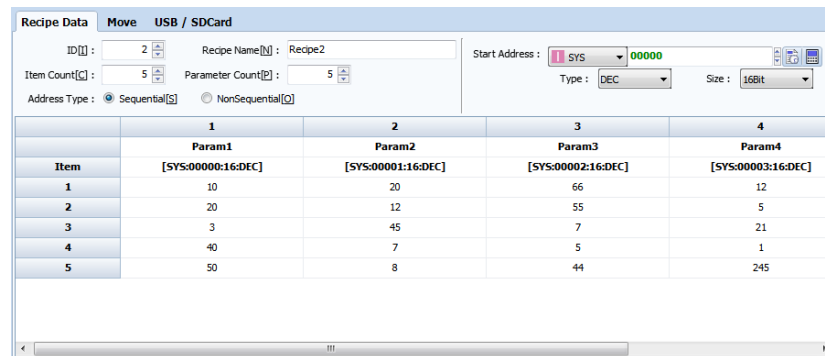 Recipe Data Move USB / SDCard
ID[I] : 2 Recipe Name[N] : Recipe2 Start Address : I SYS 00000
Item Count[C] : 5 Parameter Count[P] : 5 Type : DEC Size : 16Bit
Address Type : Sequential[S] NonSequential[O]
1 2 3 4
Param1 Param2 Param3 Param4
Item [SYS:00000:16:DEC] [SYS:00001:16:DEC] [SYS:00002:16:DEC] [SYS:00003:16:DEC]
1 10 20 66 12
2 20 12 55 5
3 3 45 7 21
4 40 7 5 1
5 50 8 44 245